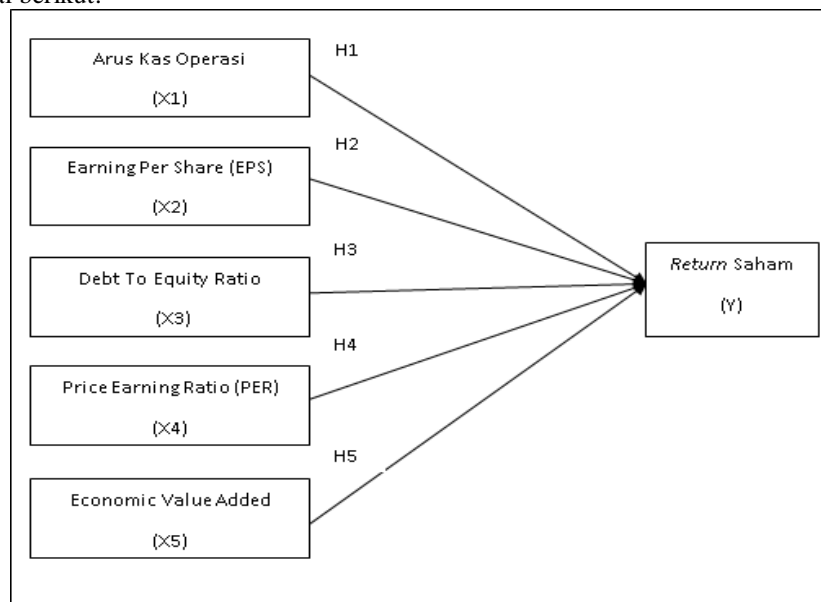 berikut:
Arus Kas Operasi
(X1)
H1
Earning Per Share (EPS)
(X2)
H2
Debt To Equity Ratio
(X3)
H3
Price Earning Ratio (PER)
(X4)
H4
Economic Value Added
(X5)
H5
Return Saham
(Y)